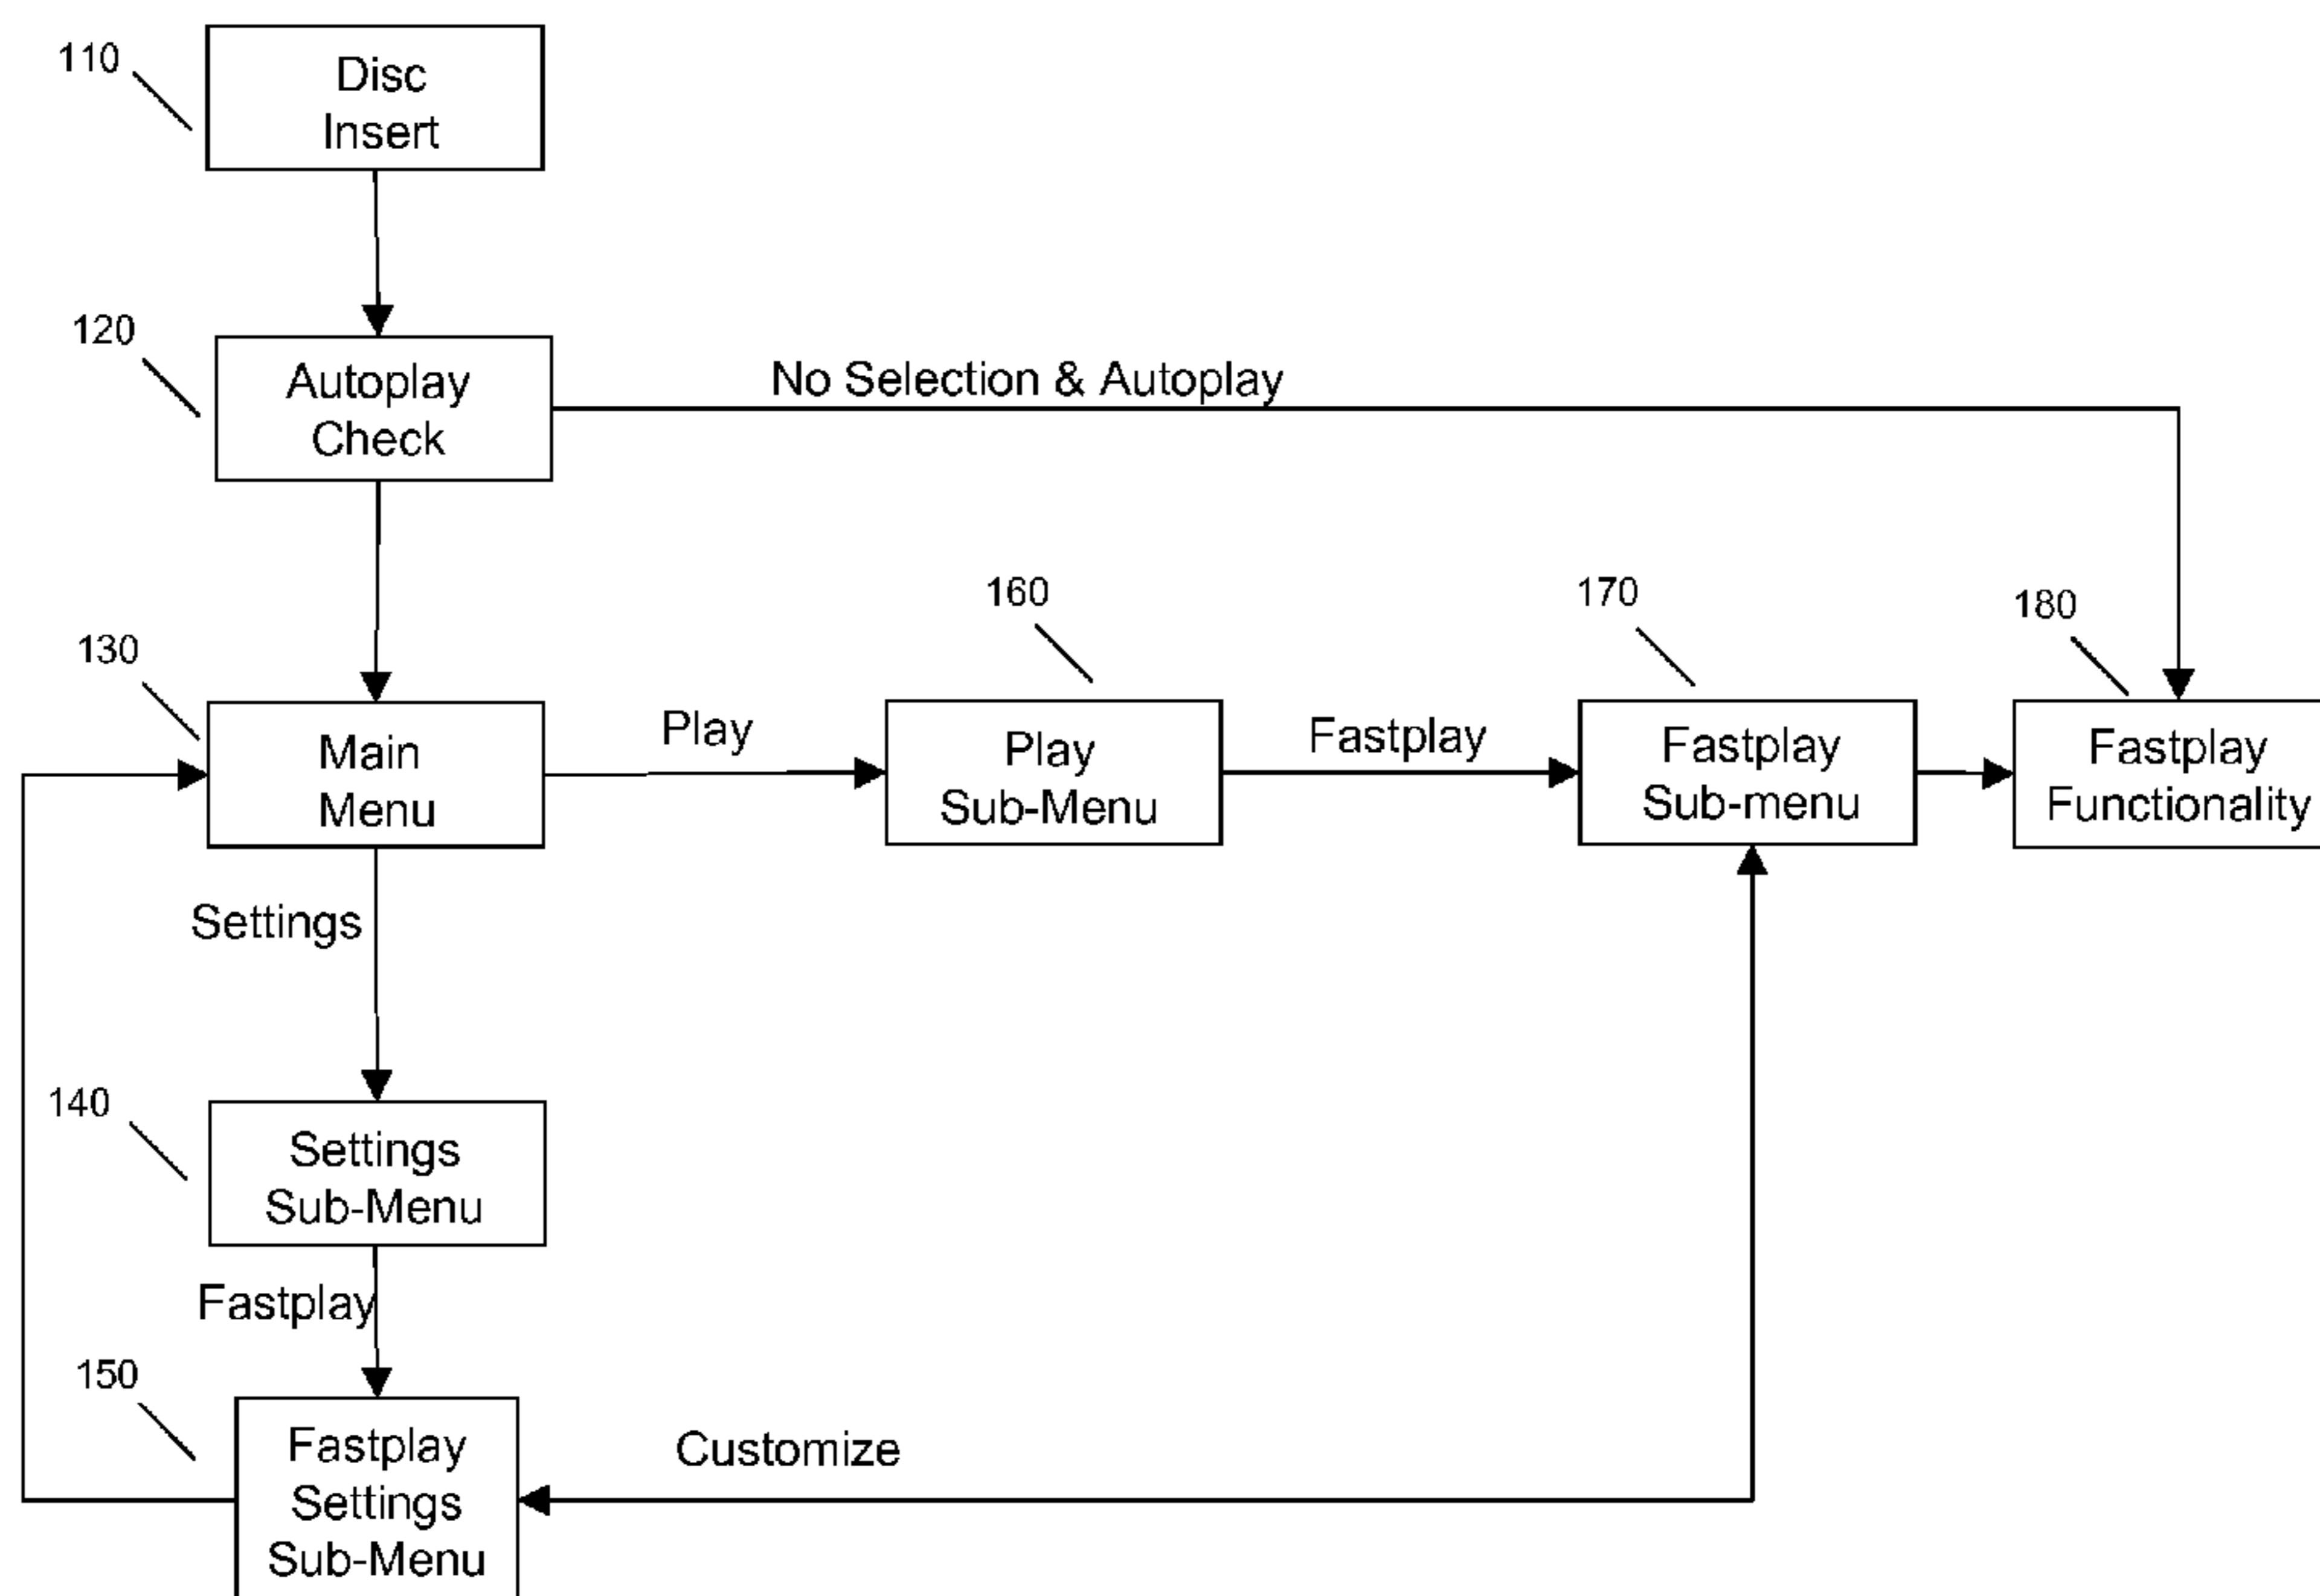 110
Disc
Insert
120
Autoplay
Check
No Selection & Autoplay
130
Main
Menu
Play
160
Play
Sub-Menu
Fastplay
170
Fastplay
Sub-menu
180
Fastplay
Functionality
Settings
140
Settings
Sub-Menu
Fastplay
150
Fastplay
Settings
Sub-Menu
Customize